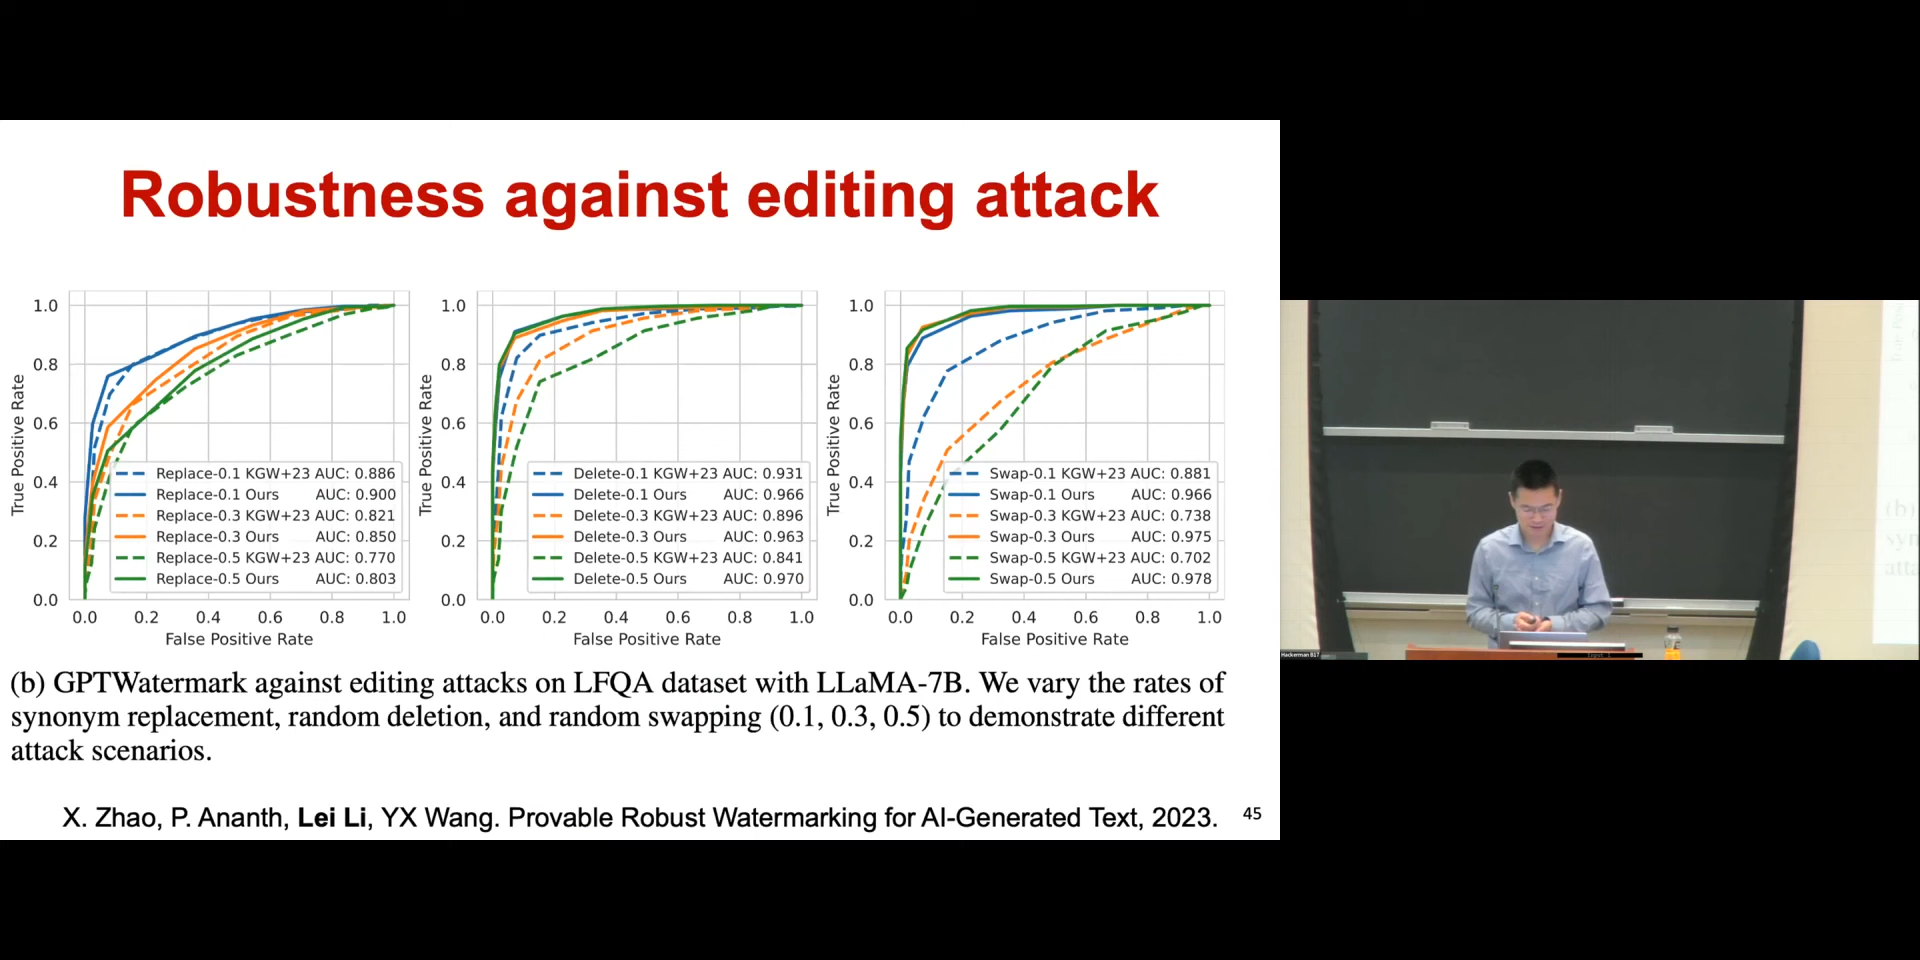 Robustness against editing attack
True Positive Rate
1.0
0.8
0.6
0.4
0.2
0.0
Replace-0.1 KGW+23 AUC: 0.886
Replace-0.1 Ours AUC: 0.900
Replace-0.3 KGW+23 AUC: 0.821
Replace-0.3 Ours AUC: 0.850
Replace-0.5 KGW+23 AUC: 0.770
Replace-0.5 Ours AUC: 0.803
0.0 0.2 0.4 0.6 0.8 1.0
False Positive Rate
True Positive Rate
1.0
0.8
0.6
0.4
0.2
0.0
Delete-0.1 KGW+23 AUC: 0.931
Delete-0.1 Ours AUC: 0.966
Delete-0.3 KGW+23 AUC: 0.896
Delete-0.3 Ours AUC: 0.963
Delete-0.5 KGW+23 AUC: 0.841
Delete-0.5 Ours AUC: 0.970
0.0 0.2 0.4 0.6 0.8 1.0
False Positive Rate
True Positive Rate
1.0
0.8
0.6
0.4
0.2
0.0
Swap-0.1 KGW+23 AUC: 0.881
Swap-0.1 Ours AUC: 0.966
Swap-0.3 KGW+23 AUC: 0.738
Swap-0.3 Ours AUC: 0.975
Swap-0.5 KGW+23 AUC: 0.702
Swap-0.5 Ours AUC: 0.978
0.0 0.2 0.4 0.6 0.8 1.0
False Positive Rate
(b) GPTWatermark against editing attacks on LFQA dataset with LLaMA-7B. We vary the rates of
synonym replacement, random deletion, and random swapping (0.1, 0.3, 0.5) to demonstrate different
attack scenarios.
X. Zhao, P. Ananth, Lei Li, YX Wang. Provable Robust Watermarking for AI-Generated Text, 2023.
45
(b)
syn
atta
Hackerman B17